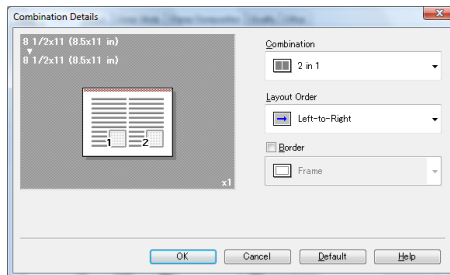 Combination Details
8 1/2x11 (8.5x11 in)
8 1/2x11 (8.5x11 in)
1 2
x1
Combination
2 in 1
Layout Order
Left-to-Right
Border
Frame
OK Cancel Default Help